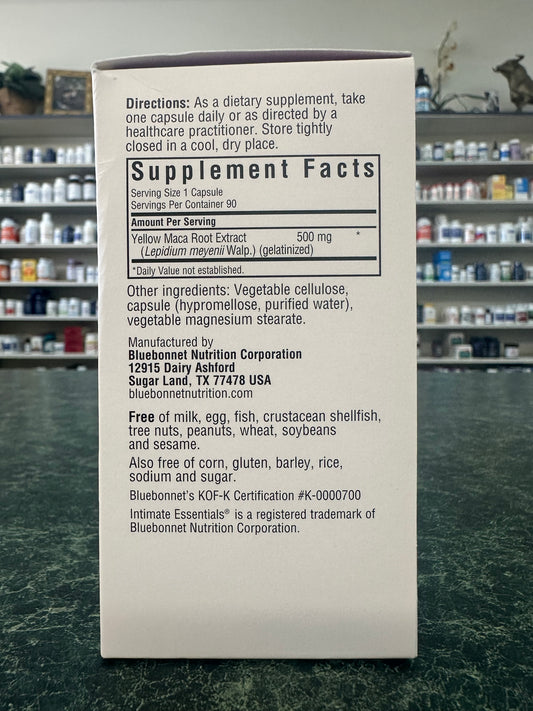 Directions: As a dietary supplement, take
one capsule daily or as directed by a
healthcare practitioner. Store tightly
closed in a cool, dry place.
Supplement Facts
Serving Size 1 Capsule
Servings Per Container 90
Amount Per Serving
Yellow Maca Root Extract 500 mg *
(Lepidium meyenii Walp.) (gelatinized)
*Daily Value not established.
Other ingredients: Vegetable cellulose,
capsule (hypromellose, purified water),
vegetable magnesium stearate.
Manufactured by
Bluebonnet Nutrition Corporation
12915 Dairy Ashford
Sugar Land, TX 77478 USA
bluebonnetnutrition.com
Free of milk, egg, fish, crustacean shellfish,
tree nuts, peanuts, wheat, soybeans
and sesame.
Also free of corn, gluten, barley, rice,
sodium and sugar.
Bluebonnet's KOF-K Certification #K-0000700
Intimate Essentials® is a registered trademark of
Bluebonnet Nutrition Corporation.